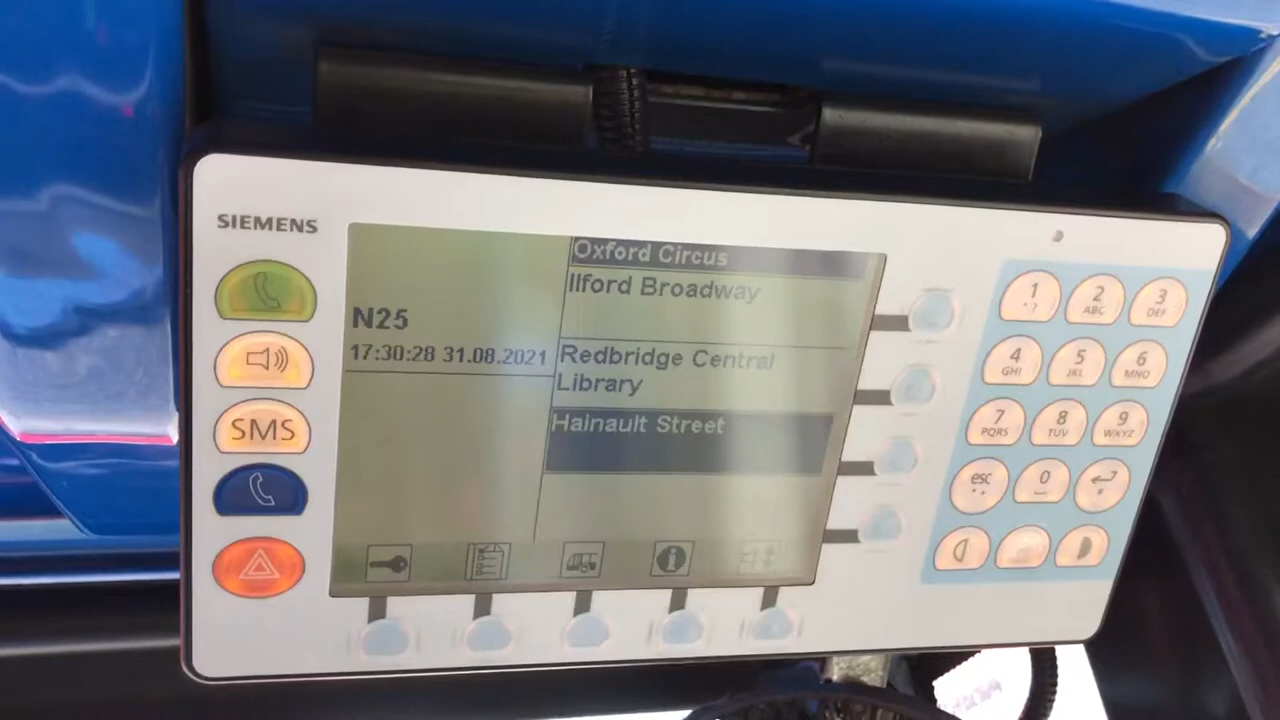 SIEMENS
Oxford Circus
Ilford Broadway
N25
17:30:28 31.08.2021
Redbridge Central
Library
Hainault Street
SMS
1
2
ABC
3
DEF
4
GHI
5
JKL
6
MNO
7
PQRS
8
TUV
9
WXYZ
esc
0